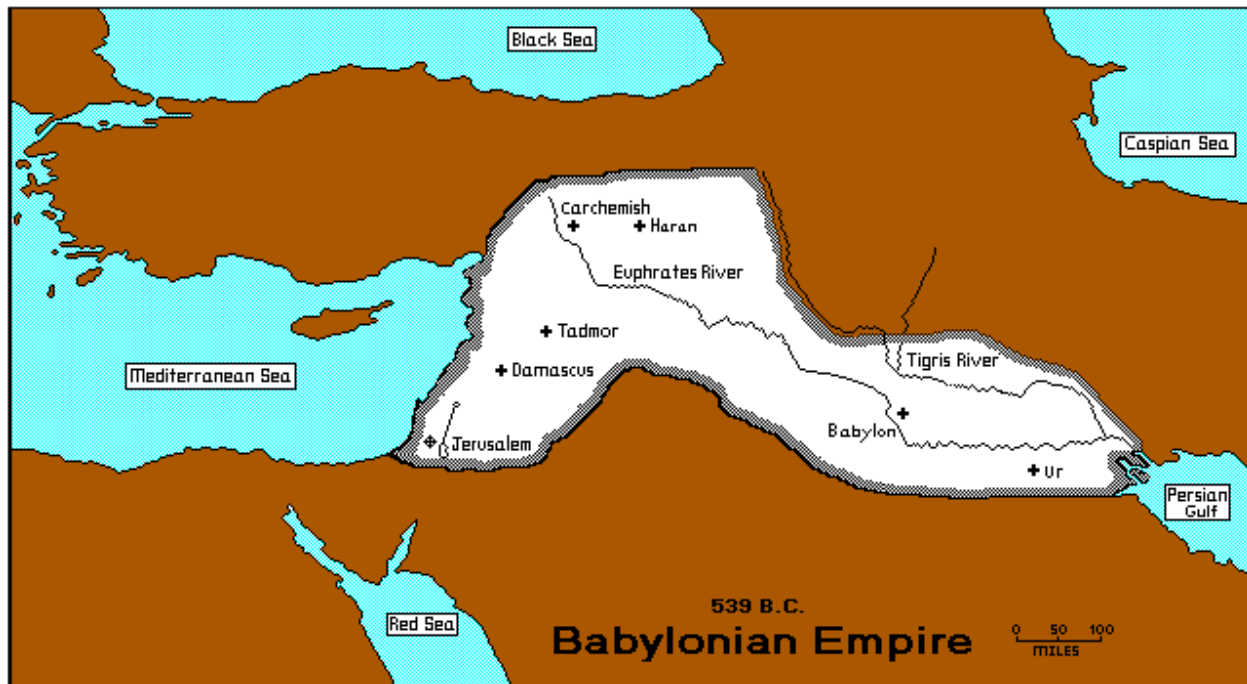 Black Sea
Caspian Sea
Carchemish
Haran
Euphrates River
Tadmor
Tigris River
Mediterranean Sea
Damascus
Babylon
Jerusalem
Ur
Persian
Gulf
539 B.C.
Red Sea
Babylonian Empire
0 50 100
MILES